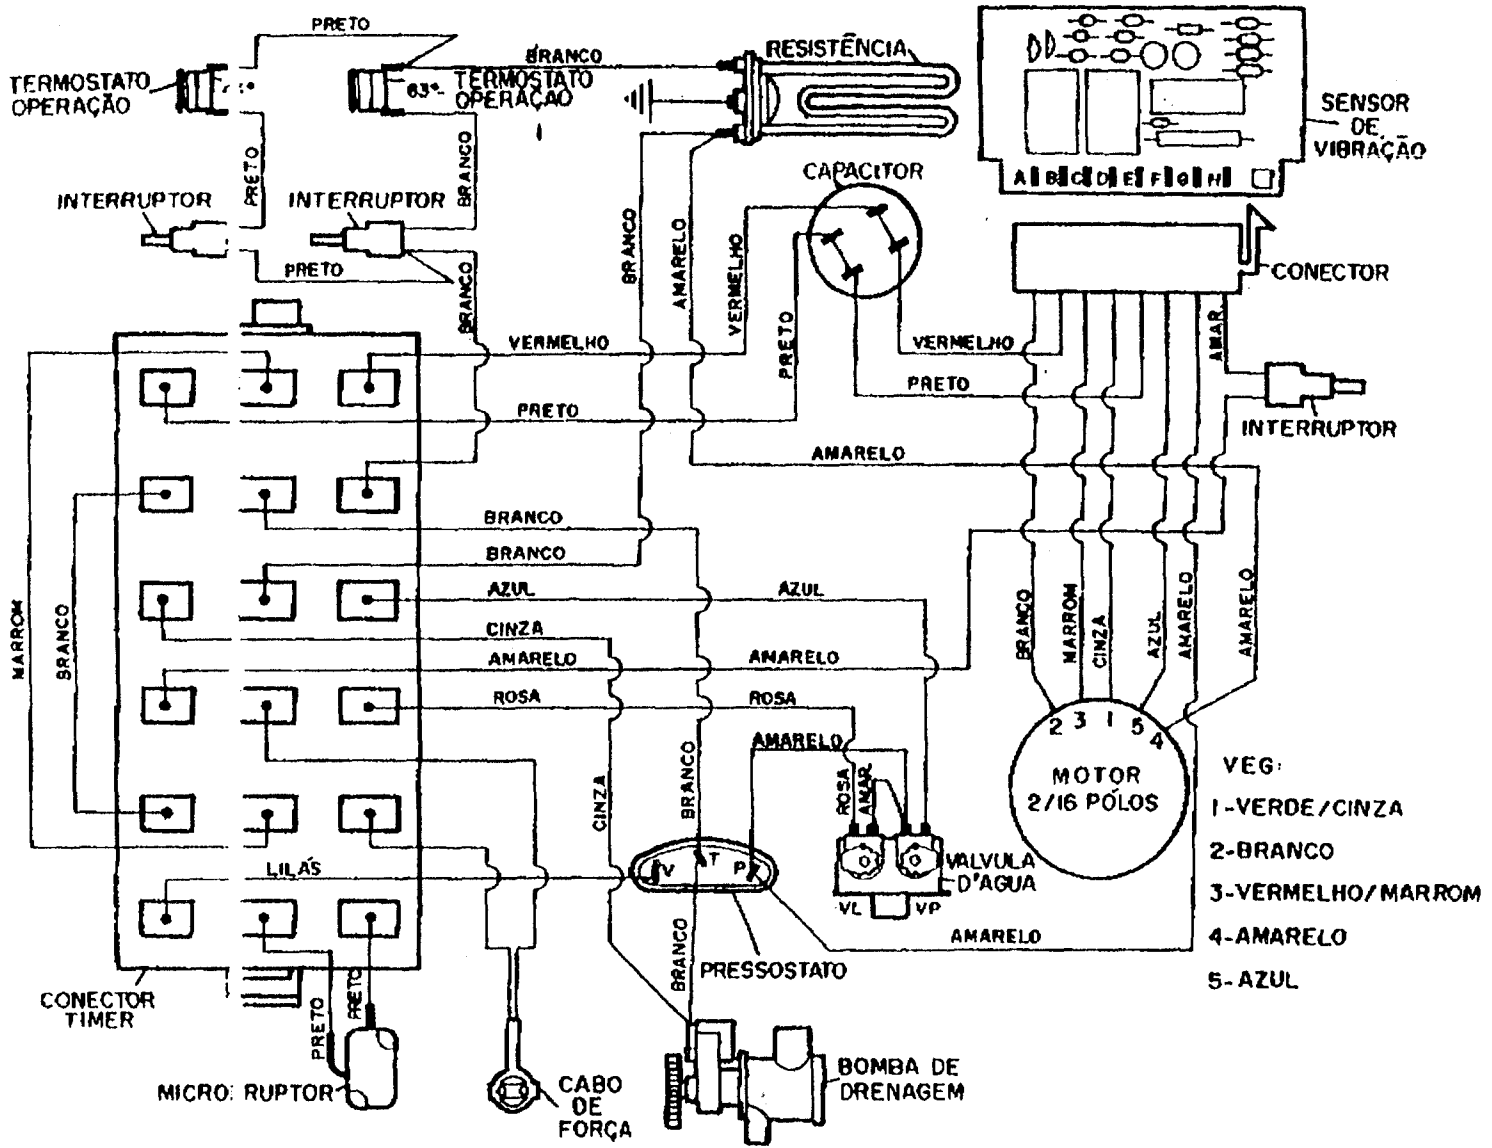 PRETO
BRANCO
RESISTÊNCIA
TERMOSTATO
OPERAÇÃO
63°
TERMOSTATO
OPERAÇÃO
SENSOR
DE
VIBRAÇÃO
PRETO
BRANCO
CAPACITOR
A B C D E F G H
INTERRUPTOR
INTERRUPTOR
BRANCO
AMARELO
VERMELHO
CONECTOR
PRETO
BRANCO
VERMELHO
PRETO
VERMELHO
AMAR.
PRETO
PRETO
INTERRUPTOR
AMARELO
BRANCO
BRANCO
AZUL
AZUL
MARROM
BRANCO
CINZA
BRANCO
MARROM
CINZA
AZUL
AMARELO
AMARELO
AMARELO
AMARELO
ROSA
ROSA
2 3 1 5 4
AMARELO
BRANCO
CINZA
ROSA
AMAR.
MOTOR
2/16 PÓLOS
VEG:
1-VERDE/CINZA
2-BRANCO
3-VERMELHO/MARROM
4-AMARELO
5-AZUL
LILÁS
V T P
VÁLVULA
D'AGUA
VL VP
AMARELO
BRANCO
PRESSOSTATO
CONECTOR
TIMER
PRETO
PRETO
MICRO RUPTOR
CABO
DE
FORÇA
BOMBA DE
DRENAGEM